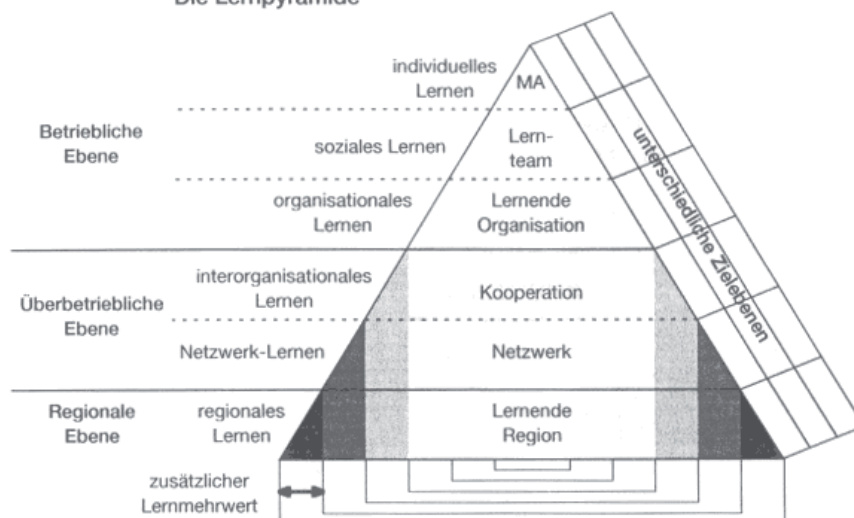 Die Lernpyramide
individuelles
Lernen
MA
Betriebliche
Ebene
soziales Lernen
Lern-
team
organisationales
Lernen
Lernende
Organisation
unterschiedliche Zielebenen
Überbetriebliche
Ebene
interorganisationales
Lernen
Kooperation
Netzwerk-Lernen
Netzwerk
Regionale
Ebene
regionales
Lernen
Lernende
Region
zusätzlicher
Lernmehrwert